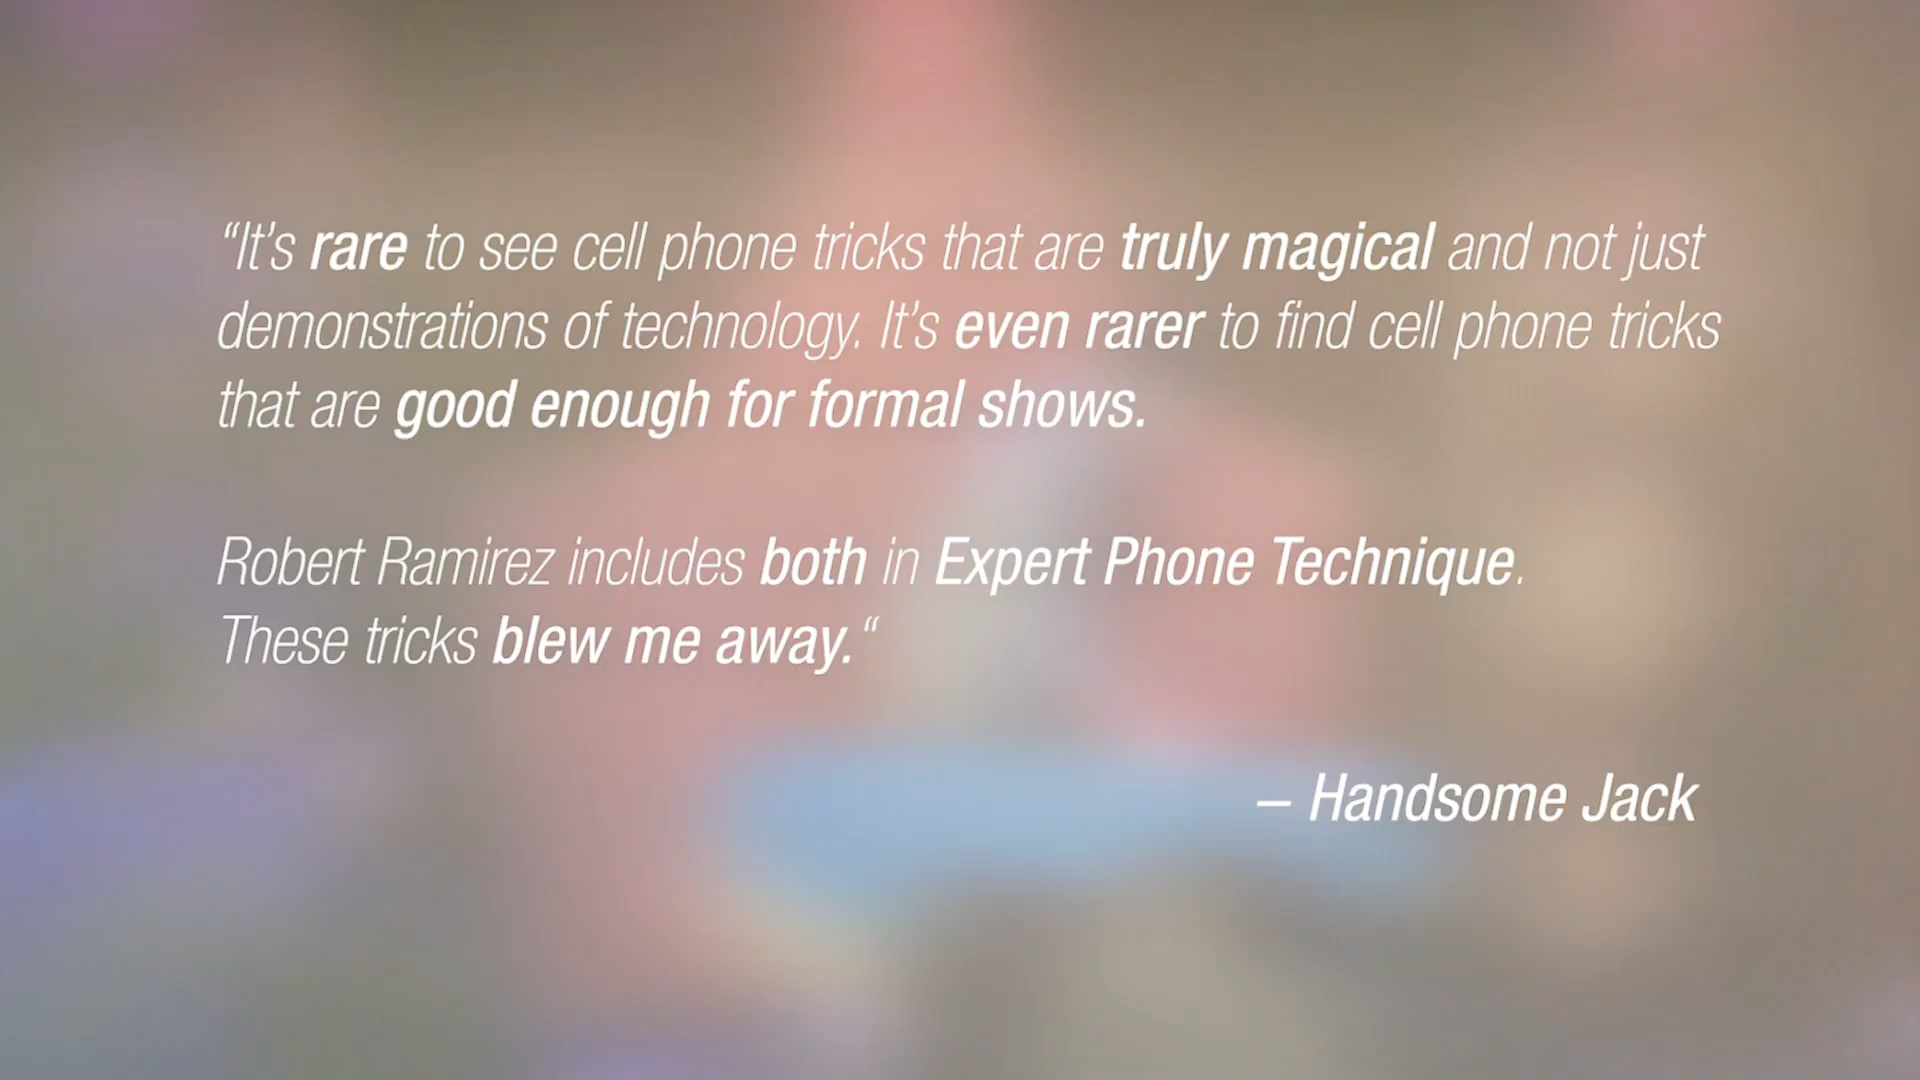 “It’s rare to see cell phone tricks that are truly magical and not just
demonstrations of technology. It’s even rarer to find cell phone tricks
that are good enough for formal shows.
Robert Ramirez includes both in Expert Phone Technique.
These tricks blew me away.“
– Handsome Jack